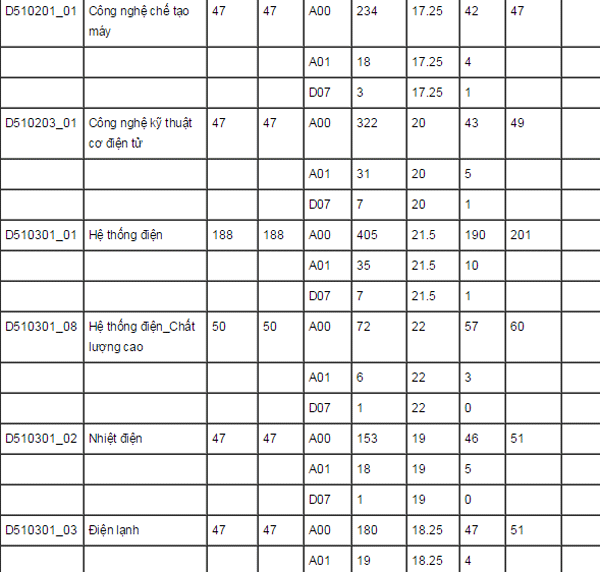 D510201_01 Công nghệ chế tạo 47 47 A00 234 17.25 42 47
máy
A01 18 17.25 4
D07 3 17.25 1
D510203_01 Công nghệ kỹ thuật 47 47 A00 322 20 43 49
cơ điện tử
A01 31 20 5
D07 7 20 1
D510301_01 Hệ thống điện 188 188 A00 405 21.5 190 201
A01 35 21.5 10
D07 7 21.5 1
D510301_08 Hệ thống điện_Chất 50 50 A00 72 22 57 60
lượng cao
A01 6 22 3
D07 1 22 0
D510301_02 Nhiệt điện 47 47 A00 153 19 46 51
A01 18 19 5
D07 1 19 0
D510301_03 Điện lạnh 47 47 A00 180 18.25 47 51
A01 19 18.25 4